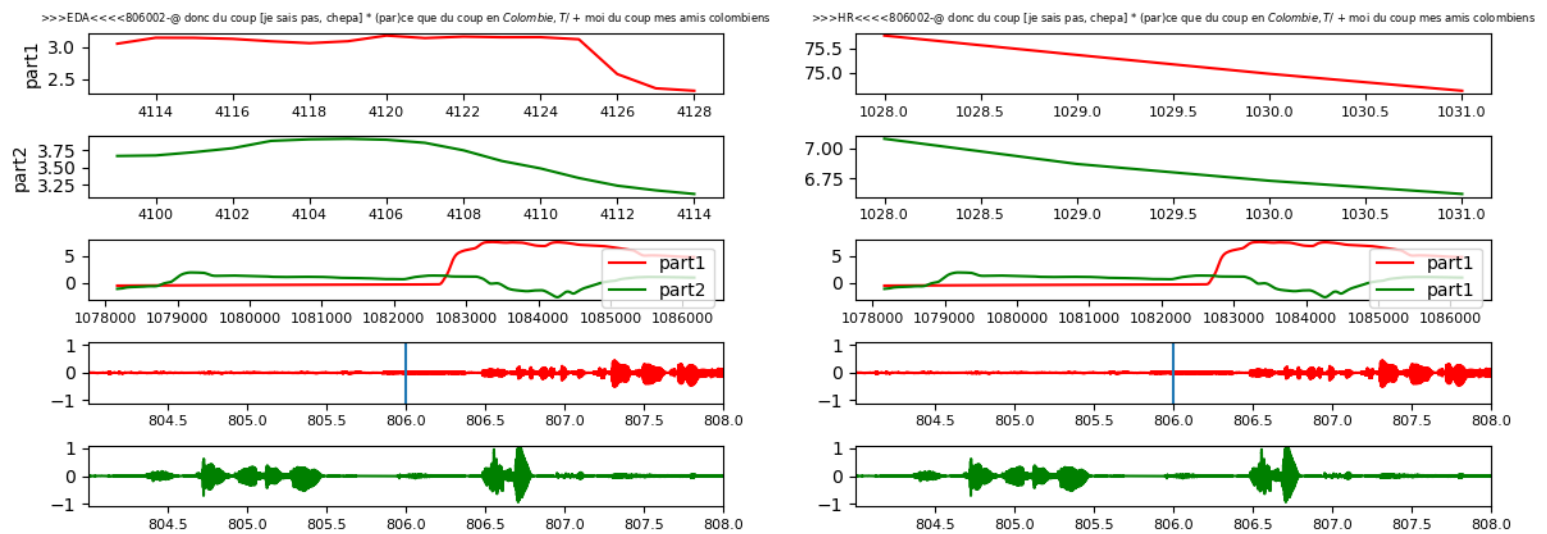 >>>EDA<<<<806002-@ donc du coup [je sais pas, chepa] * (par)ce que du coup en Colombie, T/ + moi du coup mes amis colombiens
>>>HR<<<<806002-@ donc du coup [je sais pas, chepa] * (par)ce que du coup en Colombie, T/ + moi du coup mes amis colombiens
part1
3.0
2.5
4114 4116 4118 4120 4122 4124 4126 4128
75.5
75.0
1028.0 1028.5 1029.0 1029.5 1030.0 1030.5 1031.0
part2
3.75
3.50
3.25
4100 4102 4104 4106 4108 4110 4112 4114
7.00
6.75
1028.0 1028.5 1029.0 1029.5 1030.0 1030.5 1031.0
5
0
part1
part2
1078000 1079000 1080000 1081000 1082000 1083000 1084000 1085000 1086000
5
0
part1
part1
1078000 1079000 1080000 1081000 1082000 1083000 1084000 1085000 1086000
1
0
−1
804.5 805.0 805.5 806.0 806.5 807.0 807.5 808.0
1
0
−1
804.5 805.0 805.5 806.0 806.5 807.0 807.5 808.0
1
0
−1
804.5 805.0 805.5 806.0 806.5 807.0 807.5 808.0
1
0
−1
804.5 805.0 805.5 806.0 806.5 807.0 807.5 808.0